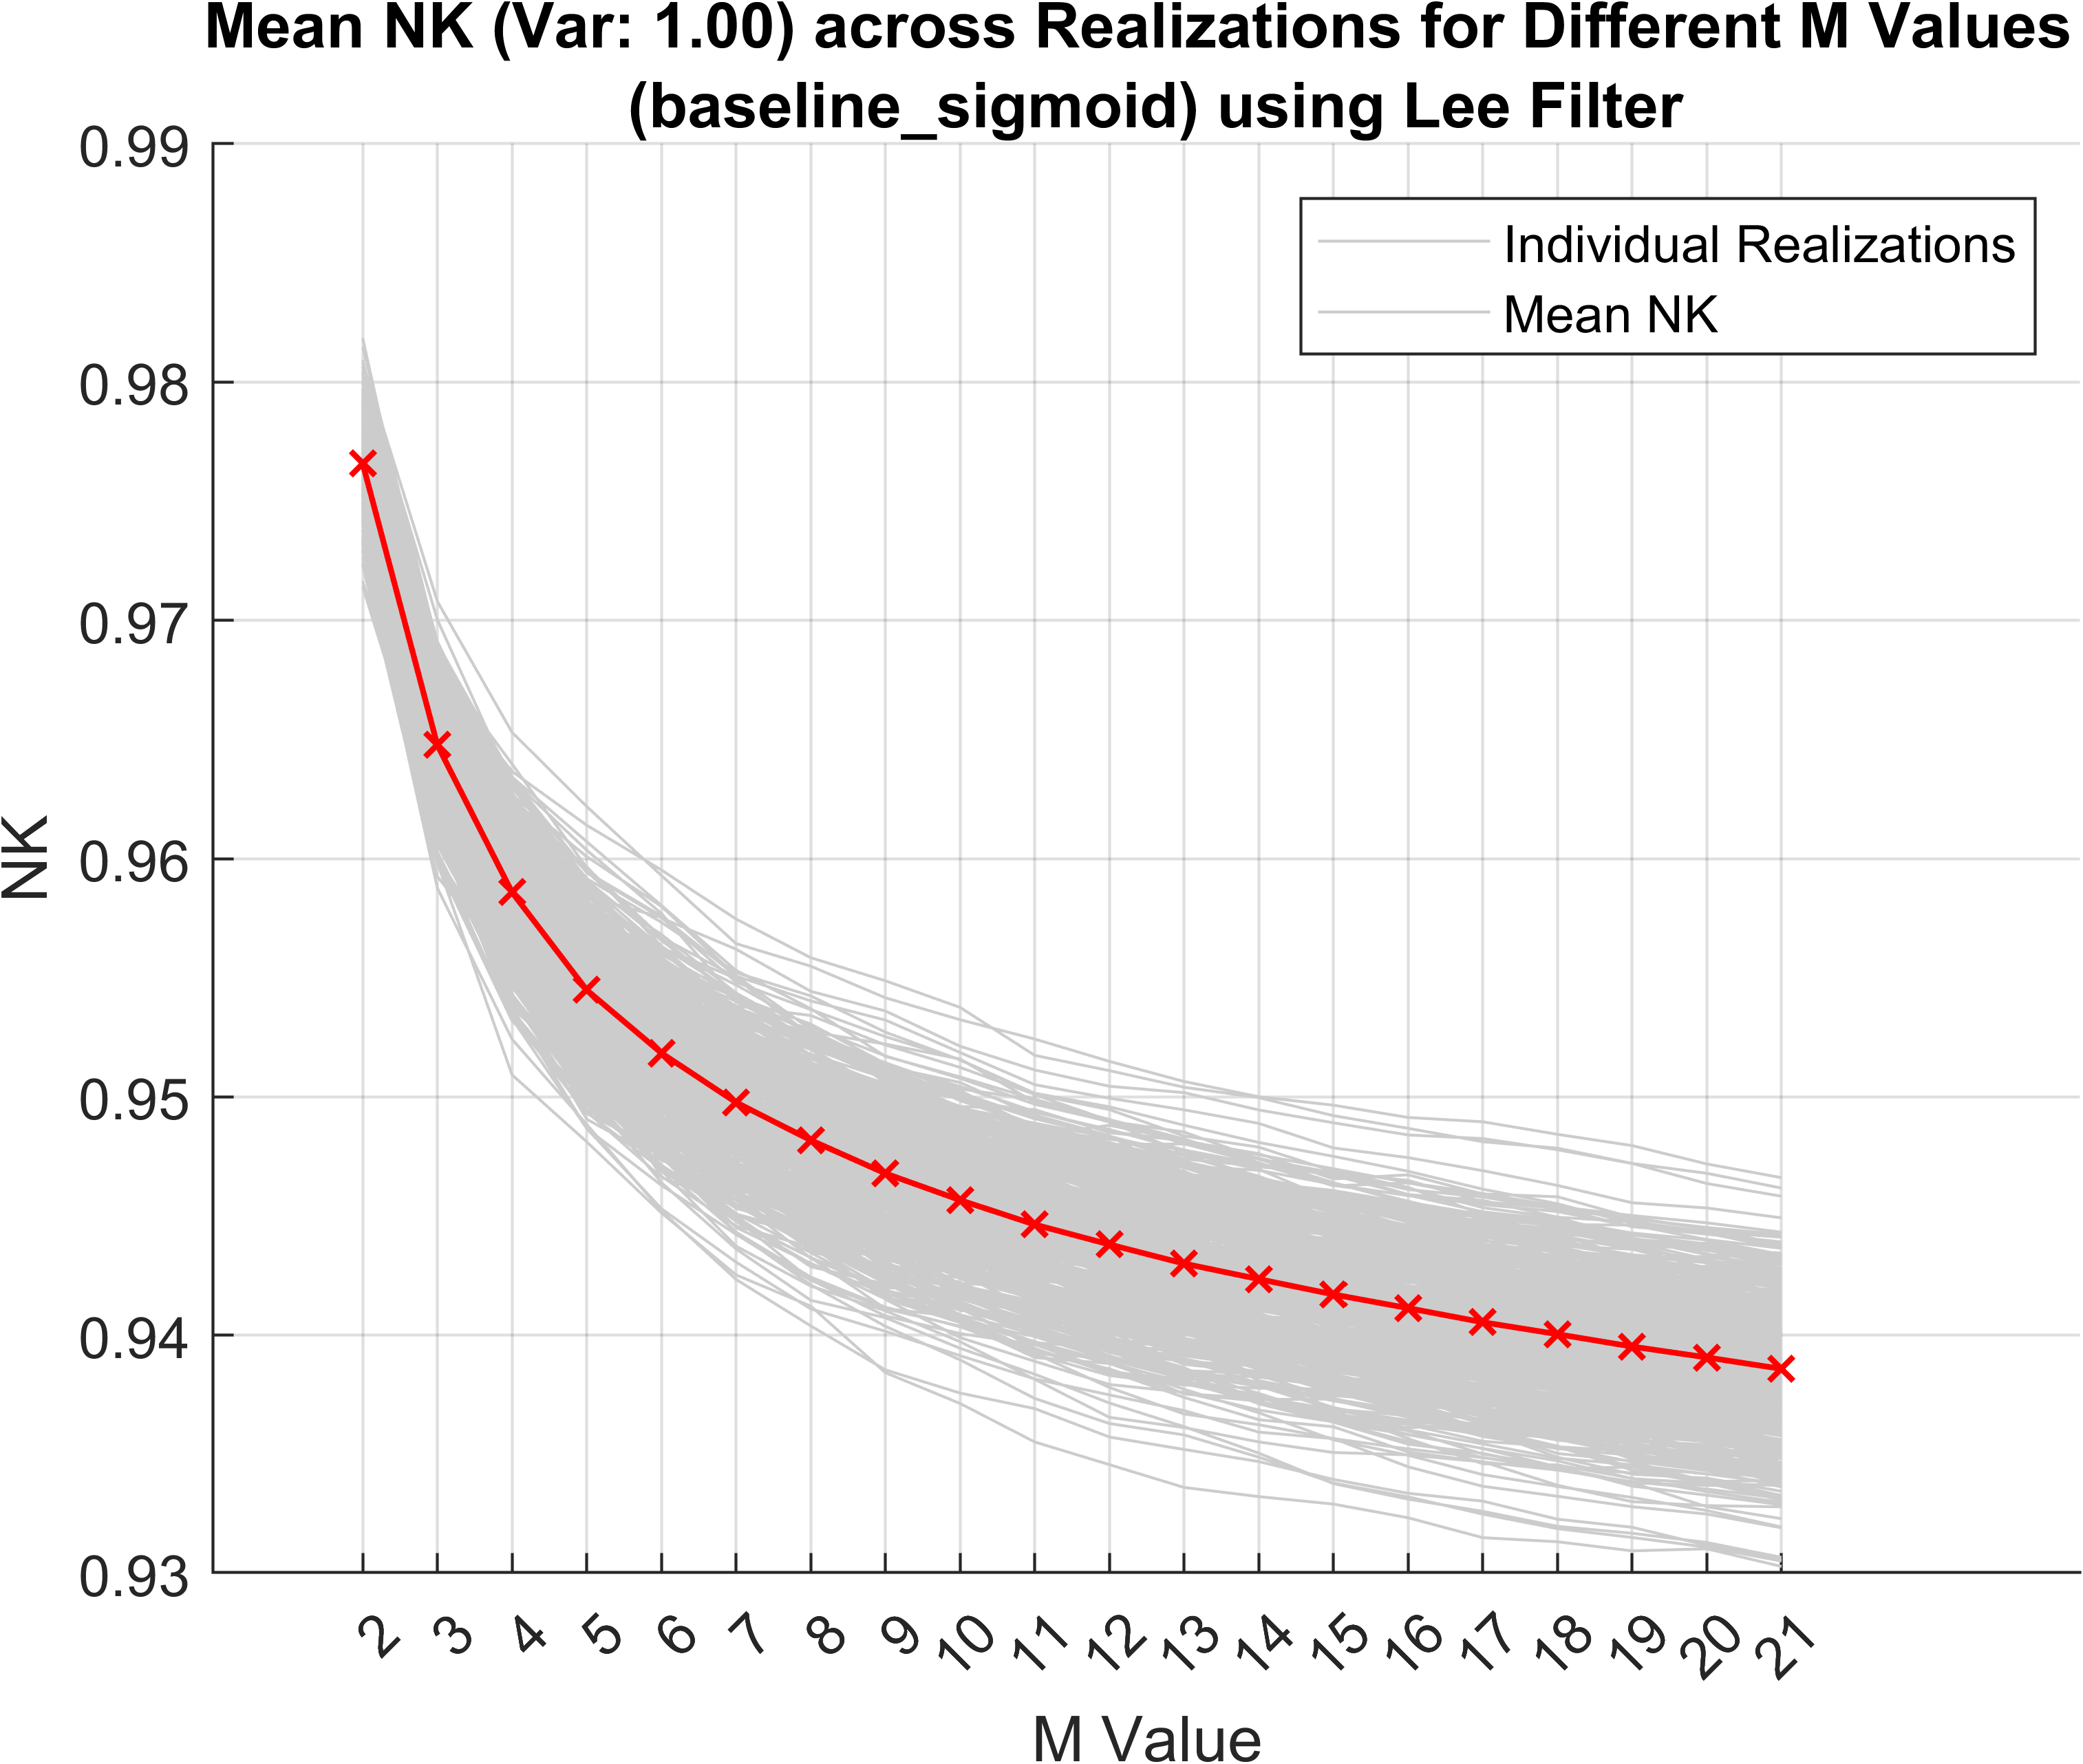 Mean NK (Var: 1.00) across Realizations for Different M Values
(baseline_sigmoid) using Lee Filter
Individual Realizations
Mean NK
NK
0.99
0.98
0.97
0.96
0.95
0.94
0.93
2 3 4 5 6 7 8 9 10 11 12 13 14 15 16 17 18 19 20 21
M Value